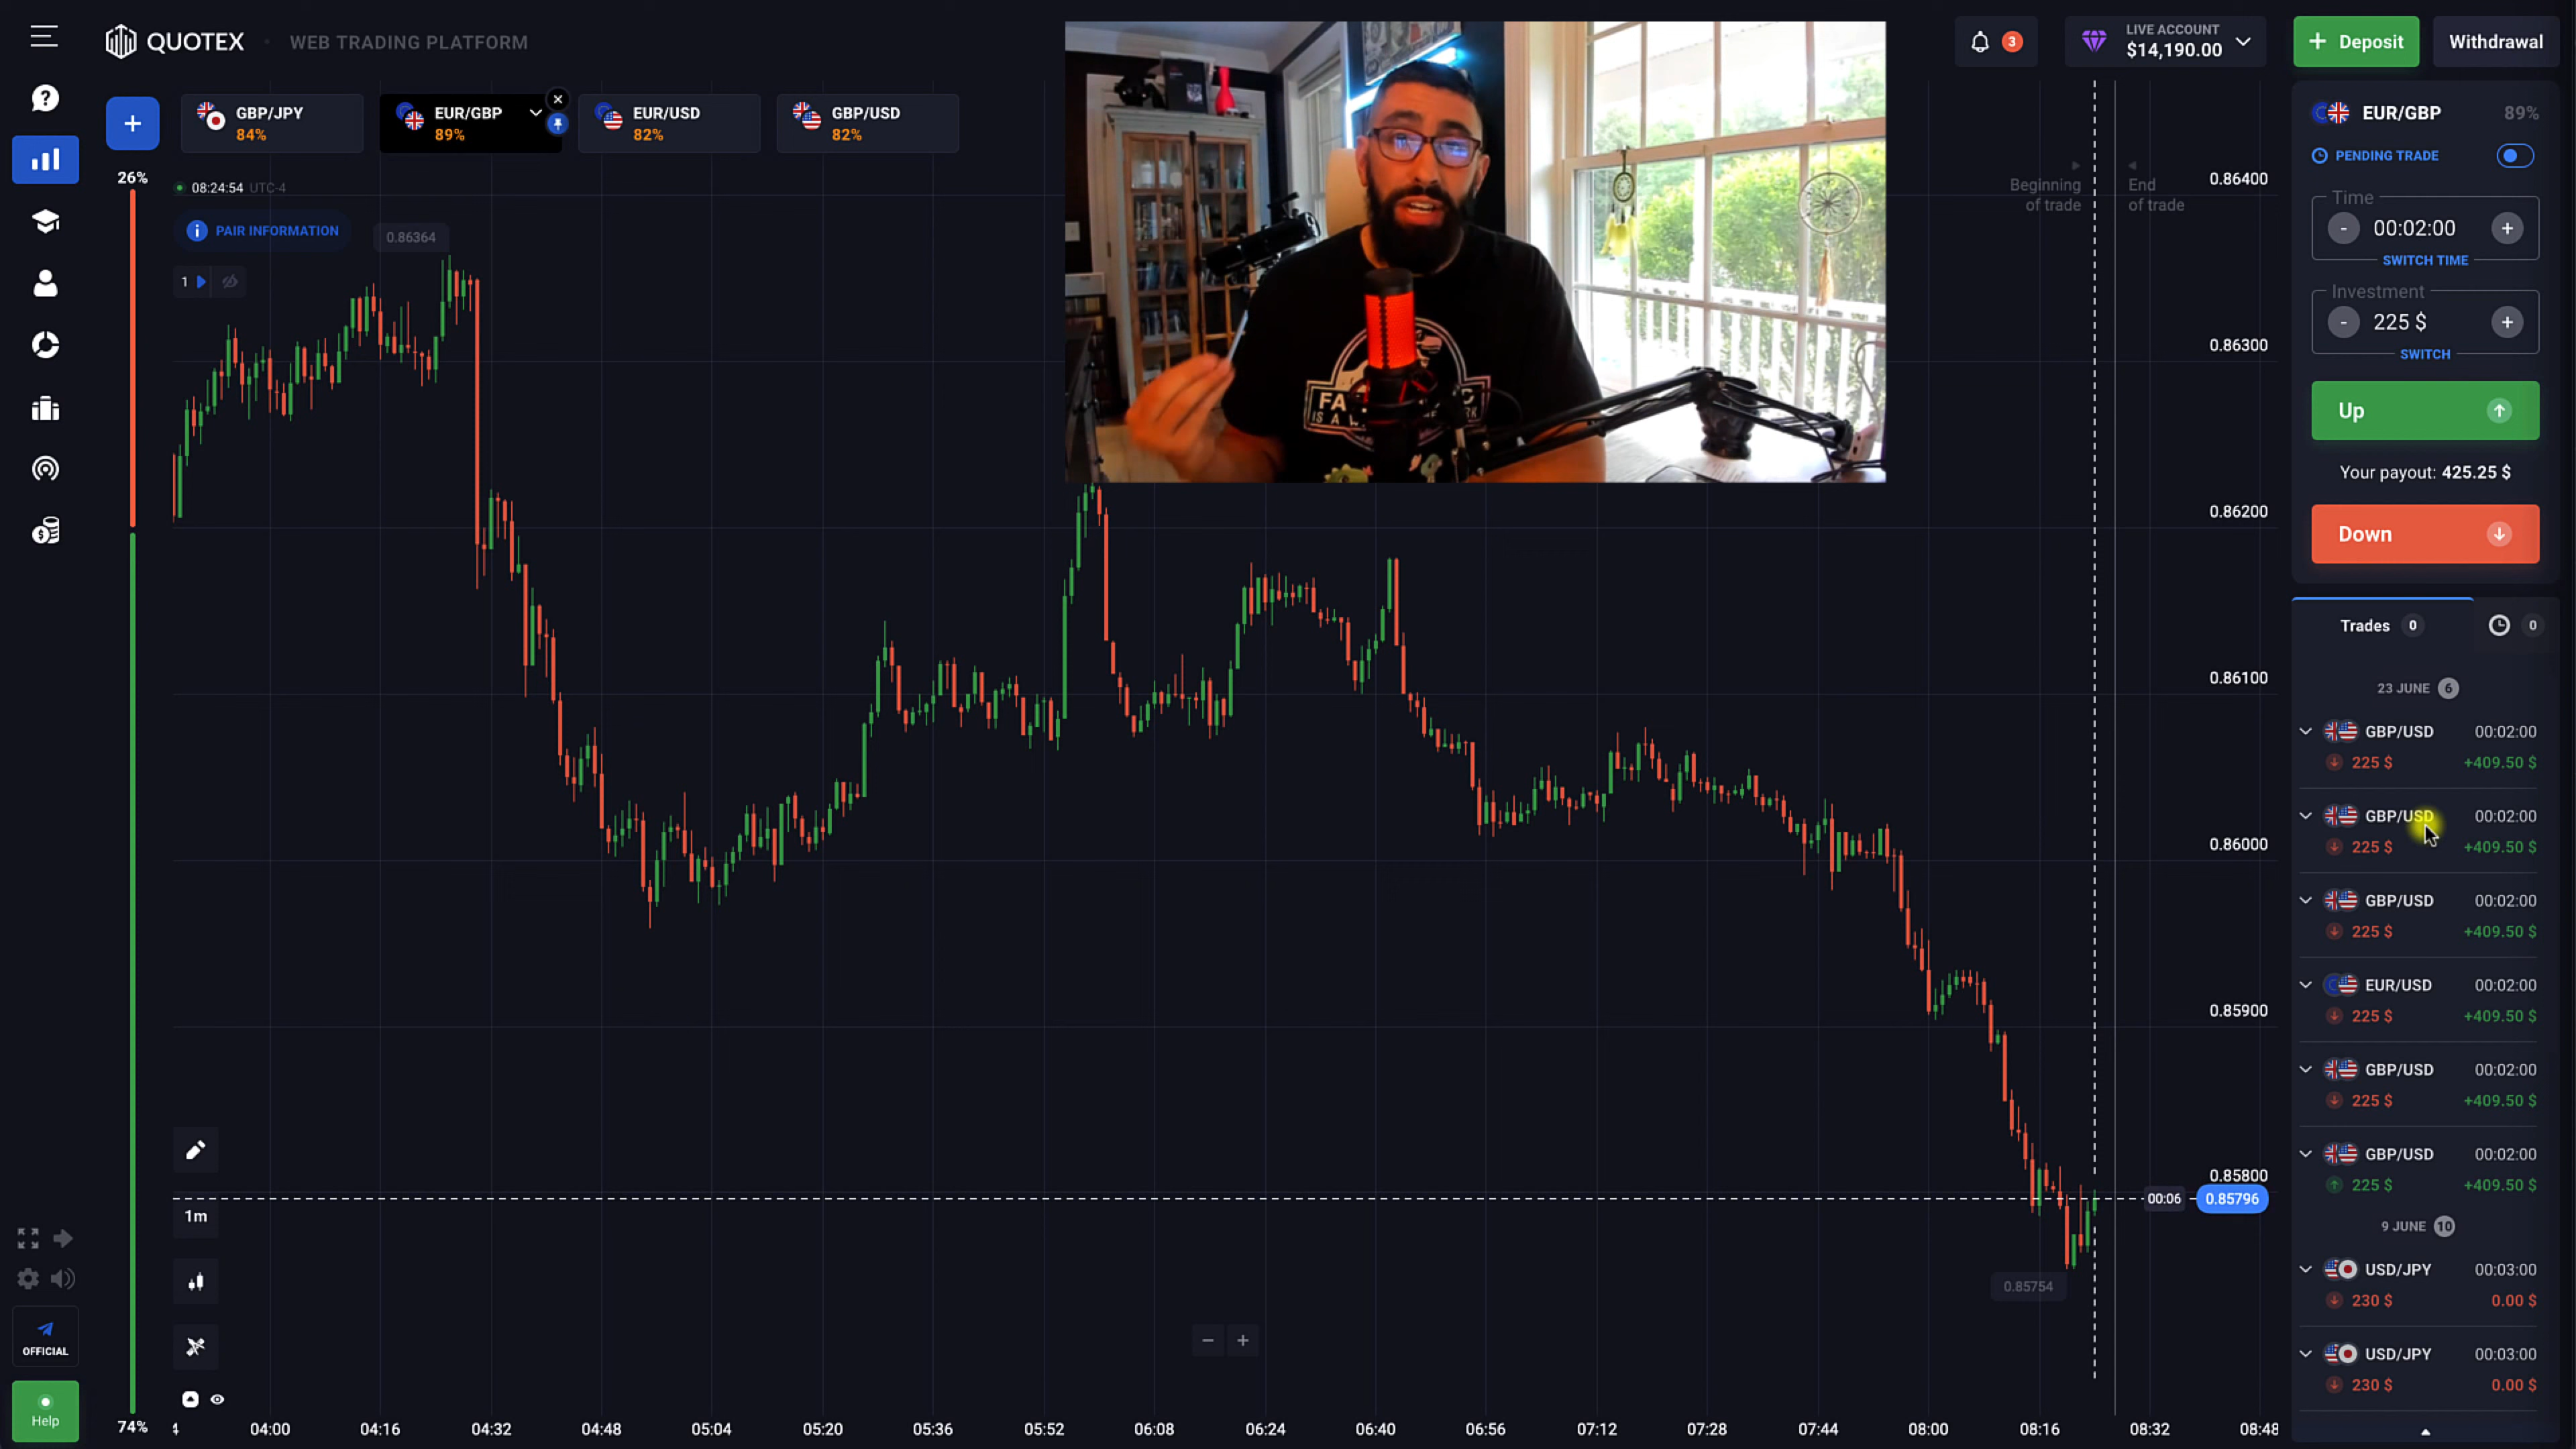 QUOTEX
WEB TRADING PLATFORM
3
LIVE ACCOUNT
$14,190.00
+ Deposit
Withdrawal
GBP/JPY
84%
EUR/GBP
89%
EUR/USD
82%
GBP/USD
82%
26%
08:24:54 UTC-4
PAIR INFORMATION
0.86364
1
Beginning
of trade
End
of trade
0.86400
0.86300
0.86200
0.86100
0.86000
0.85900
0.85800
00:06
0.85796
0.85754
1m
74%
OFFICIAL
Help
04:00
04:16
04:32
04:48
05:04
05:20
05:36
05:52
06:08
06:24
06:40
06:56
07:12
07:28
07:44
08:00
08:16
08:32
08:48
EUR/GBP 89%
PENDING TRADE
Time
- 00:02:00 +
SWITCH TIME
Investment
- 225 $ +
SWITCH
Up
Your payout: 425.25 $
Down
Trades 0
0
23 JUNE 6
GBP/USD 00:02:00
225 $ +409.50 $
GBP/USD 00:02:00
225 $ +409.50 $
GBP/USD 00:02:00
225 $ +409.50 $
EUR/USD 00:02:00
225 $ +409.50 $
GBP/USD 00:02:00
225 $ +409.50 $
GBP/USD 00:02:00
225 $ +409.50 $
9 JUNE 10
USD/JPY 00:03:00
230 $ 0.00 $
USD/JPY 00:03:00
230 $ 0.00 $